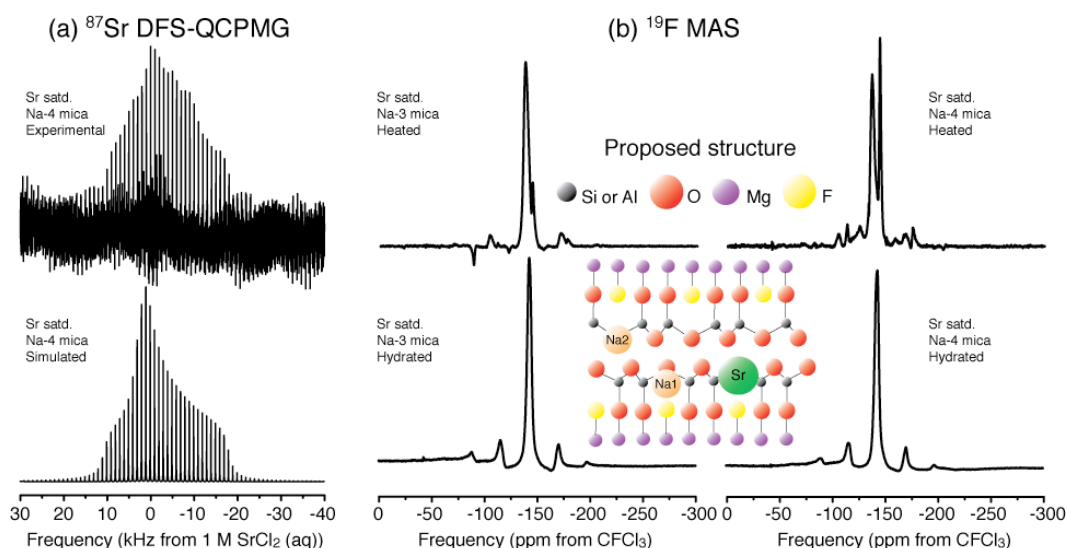 (a) ⁸⁷Sr DFS-QCPMG
Sr satd.
Na-4 mica
Experimental
Sr satd.
Na-4 mica
Simulated
30 20 10 0 -10 -20 -30 -40
Frequency (kHz from 1 M SrCl₂ (aq))
(b) ¹⁹F MAS
Sr satd.
Na-3 mica
Heated
Sr satd.
Na-4 mica
Heated
Proposed structure
Si or Al O Mg F
Na2
Na1
Sr
Sr satd.
Na-3 mica
Hydrated
Sr satd.
Na-4 mica
Hydrated
0 -50 -100 -150 -200 -250 -300
Frequency (ppm from CFCl₃)
0 -50 -100 -150 -200 -250 -300
Frequency (ppm from CFCl₃)